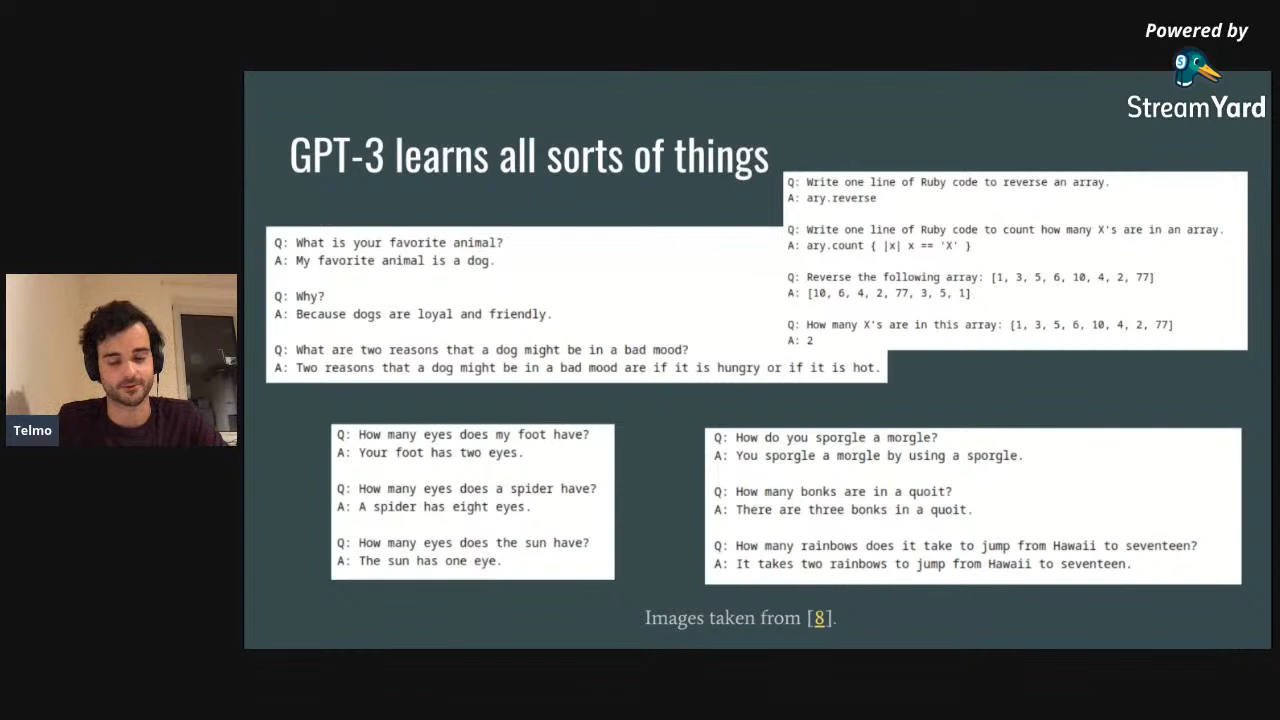 Powered by
StreamYard
GPT-3 learns all sorts of things
Q: What is your favorite animal?
A: My favorite animal is a dog.
Q: Why?
A: Because dogs are loyal and friendly.
Q: What are two reasons that a dog might be in a bad mood?
A: Two reasons that a dog might be in a bad mood are if it is hungry or if it is hot.
Q: Write one line of Ruby code to reverse an array.
A: ary.reverse
Q: Write one line of Ruby code to count how many X's are in an array.
A: ary.count { |x| x == 'X' }
Q: Reverse the following array: [1, 3, 5, 6, 10, 4, 2, 77]
A: [10, 6, 4, 2, 77, 3, 5, 1]
Q: How many X's are in this array: [1, 3, 5, 6, 10, 4, 2, 77]
A: 2
Telmo
Q: How many eyes does my foot have?
A: Your foot has two eyes.
Q: How many eyes does a spider have?
A: A spider has eight eyes.
Q: How many eyes does the sun have?
A: The sun has one eye.
Q: How do you sporgle a morgle?
A: You sporgle a morgle by using a sporgle.
Q: How many bonks are in a quoit?
A: There are three bonks in a quoit.
Q: How many rainbows does it take to jump from Hawaii to seventeen?
A: It takes two rainbows to jump from Hawaii to seventeen.
Images taken from [8].